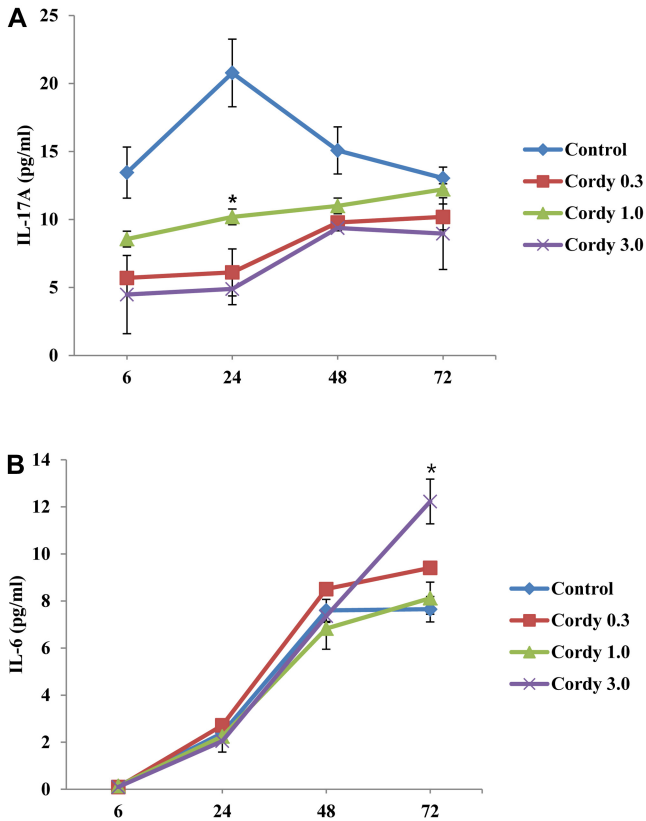 A
IL-17A (pg/ml)
25
20
15
10
5
0
*
6 24 48 72
Control
Cordy 0.3
Cordy 1.0
Cordy 3.0
B
IL-6 (pg/ml)
14
12
10
8
6
4
2
0
*
6 24 48 72
Control
Cordy 0.3
Cordy 1.0
Cordy 3.0